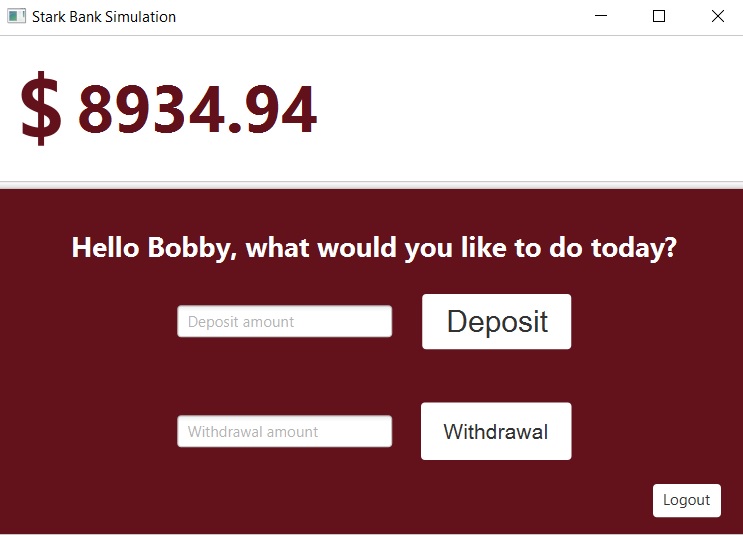 Stark Bank Simulation
$ 8934.94
Hello Bobby, what would you like to do today?
Deposit amount
Deposit
Withdrawal amount
Withdrawal
Logout